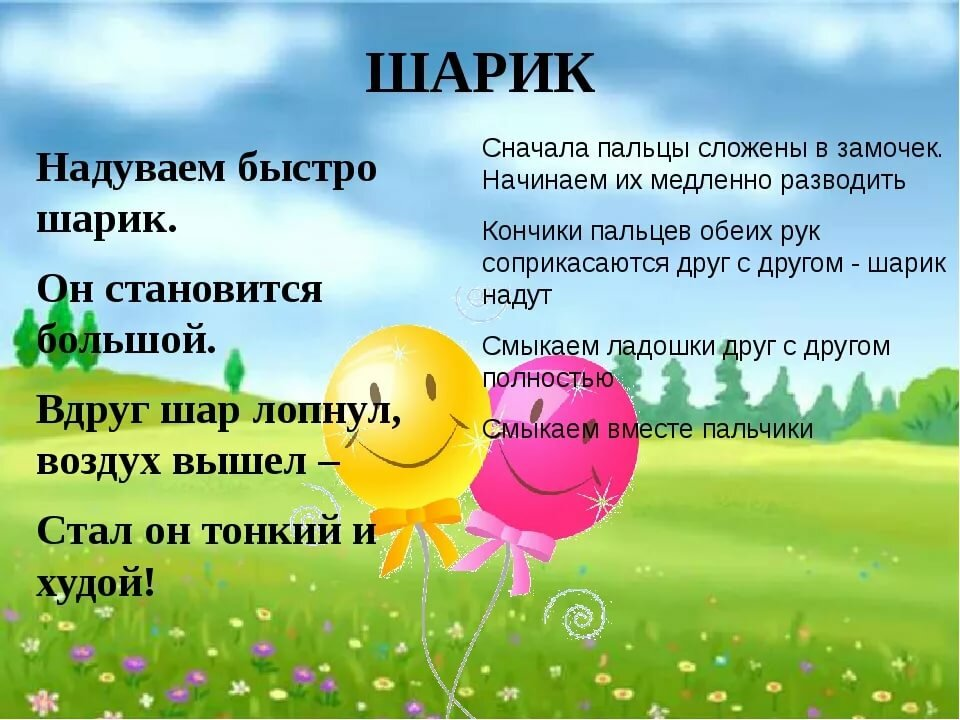 ШАРИК
Надуваем быстро
шарик.
Он становится
большой.
Вдруг шар лопнул,
воздух вышел –
Стал он тонкий и
худой!
Сначала пальцы сложены в замочек.
Начинаем их медленно разводить
Кончики пальцев обеих рук
соприкасаются друг с другом - шарик
надут
Смыкаем ладошки друг с другом
полностью
Смыкаем вместе пальчики